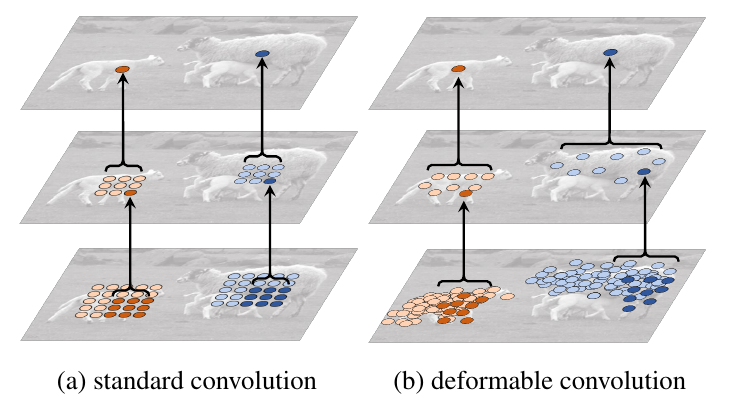 (a) standard convolution
(b) deformable convolution